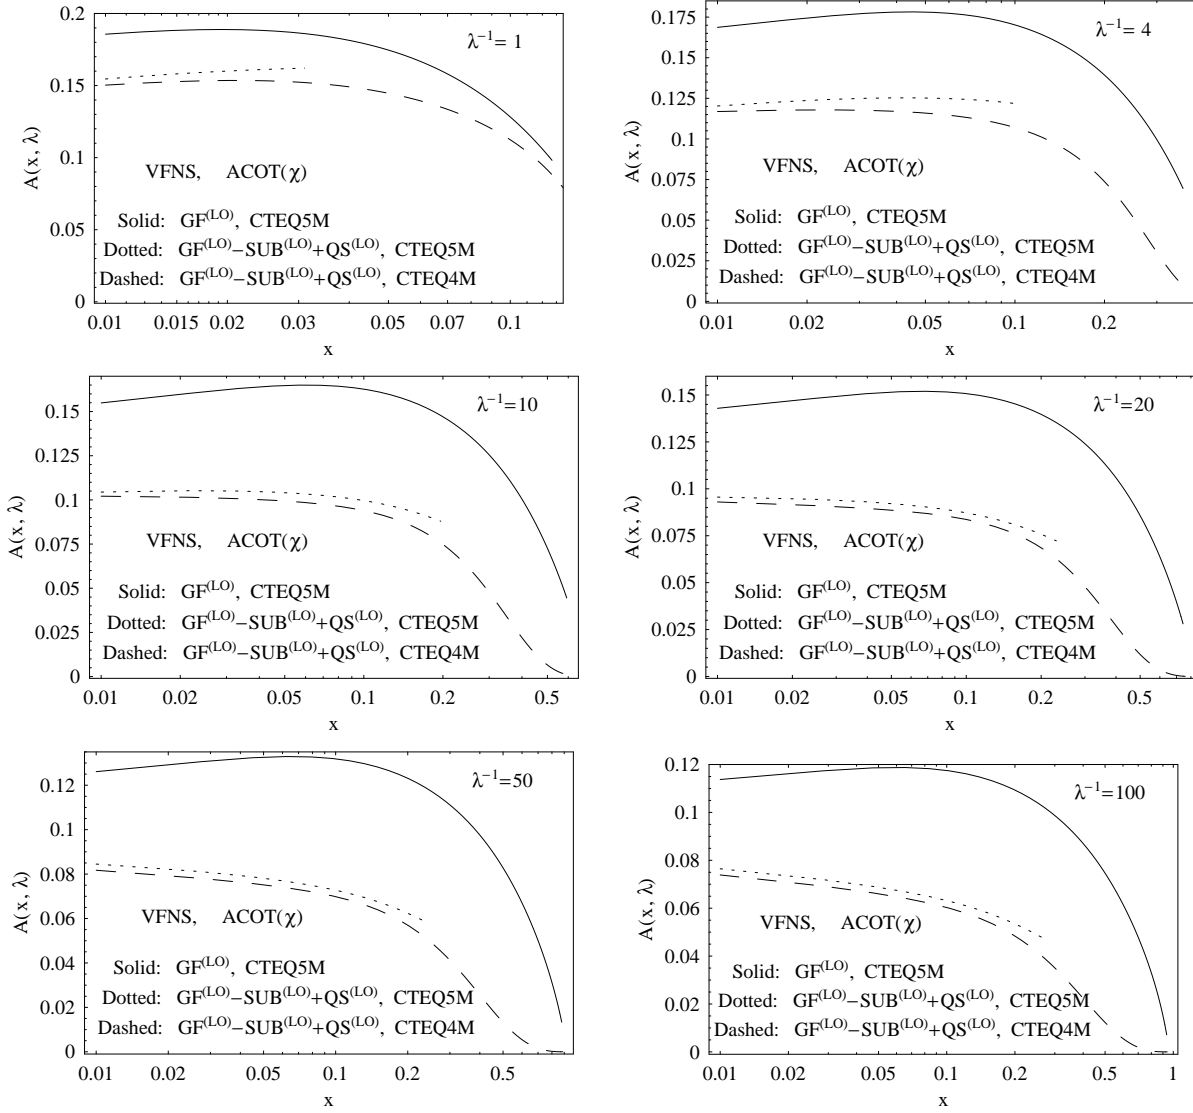 0.2
0.15
0.1
0.05
0
A(x, λ)
λ⁻¹= 1
VFNS, ACOT(χ)
Solid: GF(LO), CTEQ5M
Dotted: GF(LO)−SUB(LO)+QS(LO), CTEQ5M
Dashed: GF(LO)−SUB(LO)+QS(LO), CTEQ4M
0.01 0.015 0.02 0.03 0.05 0.07 0.1
x
0.175
0.15
0.125
0.1
0.075
0.05
0.025
0
A(x, λ)
λ⁻¹= 4
VFNS, ACOT(χ)
Solid: GF(LO), CTEQ5M
Dotted: GF(LO)−SUB(LO)+QS(LO), CTEQ5M
Dashed: GF(LO)−SUB(LO)+QS(LO), CTEQ4M
0.01 0.02 0.05 0.1 0.2
x
0.15
0.125
0.1
0.075
0.05
0.025
0
A(x, λ)
λ⁻¹=10
VFNS, ACOT(χ)
Solid: GF(LO), CTEQ5M
Dotted: GF(LO)−SUB(LO)+QS(LO), CTEQ5M
Dashed: GF(LO)−SUB(LO)+QS(LO), CTEQ4M
0.01 0.02 0.05 0.1 0.2 0.5
x
0.15
0.125
0.1
0.075
0.05
0.025
0
A(x, λ)
λ⁻¹=20
VFNS, ACOT(χ)
Solid: GF(LO), CTEQ5M
Dotted: GF(LO)−SUB(LO)+QS(LO), CTEQ5M
Dashed: GF(LO)−SUB(LO)+QS(LO), CTEQ4M
0.01 0.02 0.05 0.1 0.2 0.5
x
0.12
0.1
0.08
0.06
0.04
0.02
0
A(x, λ)
λ⁻¹=50
VFNS, ACOT(χ)
Solid: GF(LO), CTEQ5M
Dotted: GF(LO)−SUB(LO)+QS(LO), CTEQ5M
Dashed: GF(LO)−SUB(LO)+QS(LO), CTEQ4M
0.01 0.02 0.05 0.1 0.2 0.5
x
0.12
0.1
0.08
0.06
0.04
0.02
0
A(x, λ)
λ⁻¹=100
VFNS, ACOT(χ)
Solid: GF(LO), CTEQ5M
Dotted: GF(LO)−SUB(LO)+QS(LO), CTEQ5M
Dashed: GF(LO)−SUB(LO)+QS(LO), CTEQ4M
0.01 0.02 0.05 0.1 0.2 0.5 1
x